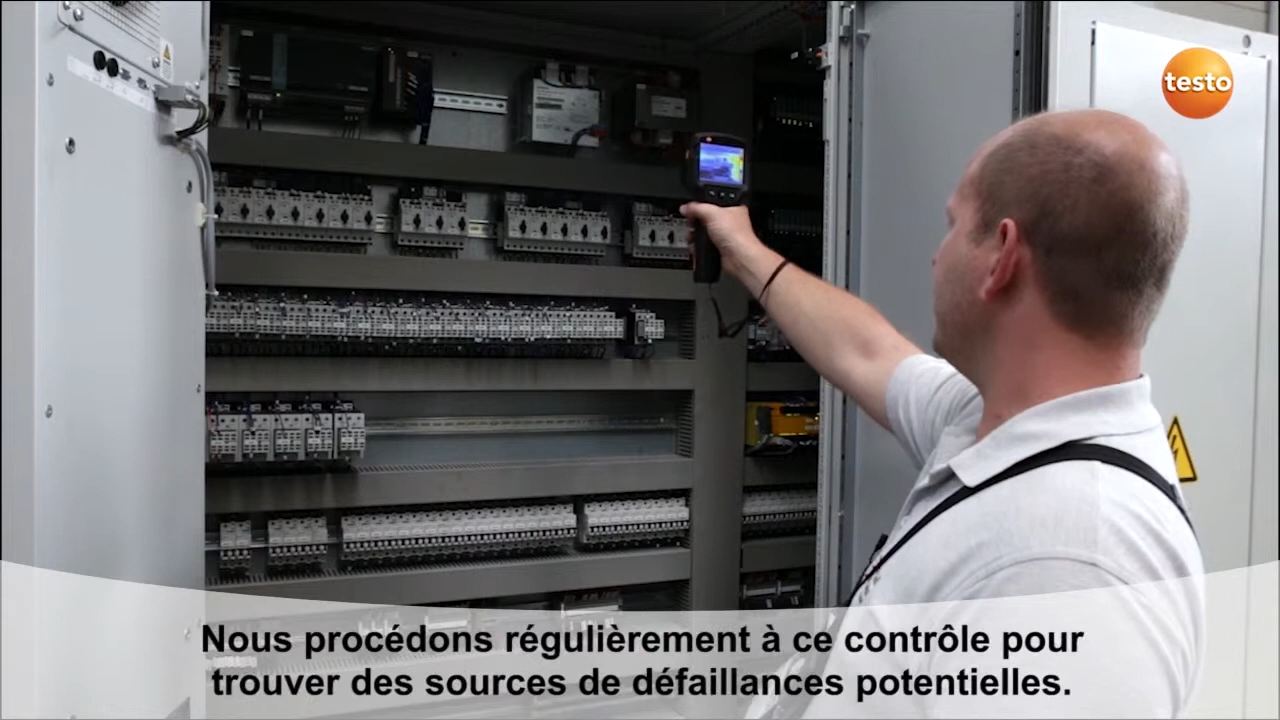 testo
Nous procédons régulièrement à ce contrôle pour
trouver des sources de défaillances potentielles.